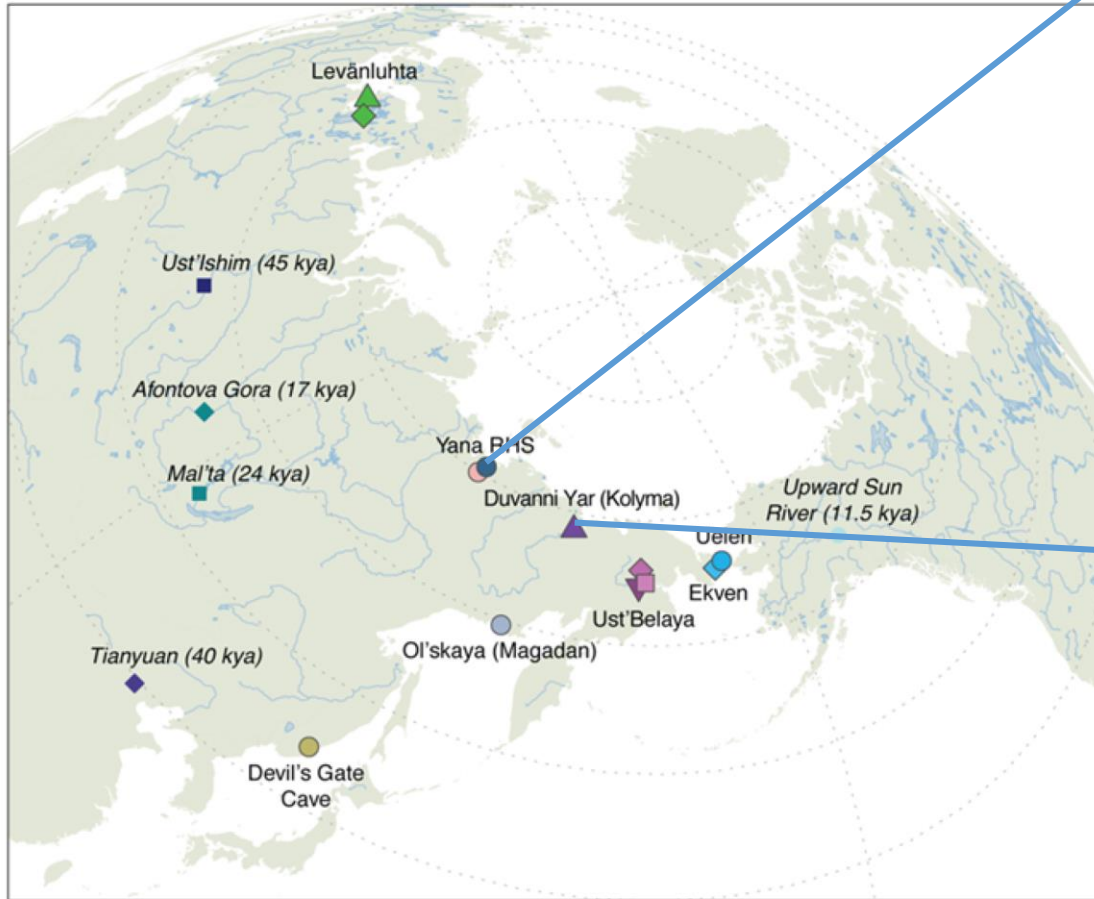 Levänluhta
Ust'Ishim (45 kya)
Afontova Gora (17 kya)
Yana RHS
Mal'ta (24 kya)
Duvanni Yar (Kolyma)
Upward Sun
River (11.5 kya)
Uelen
Ekven
Ust'Belaya
Ol'skaya (Magadan)
Tianyuan (40 kya)
Devil's Gate
Cave